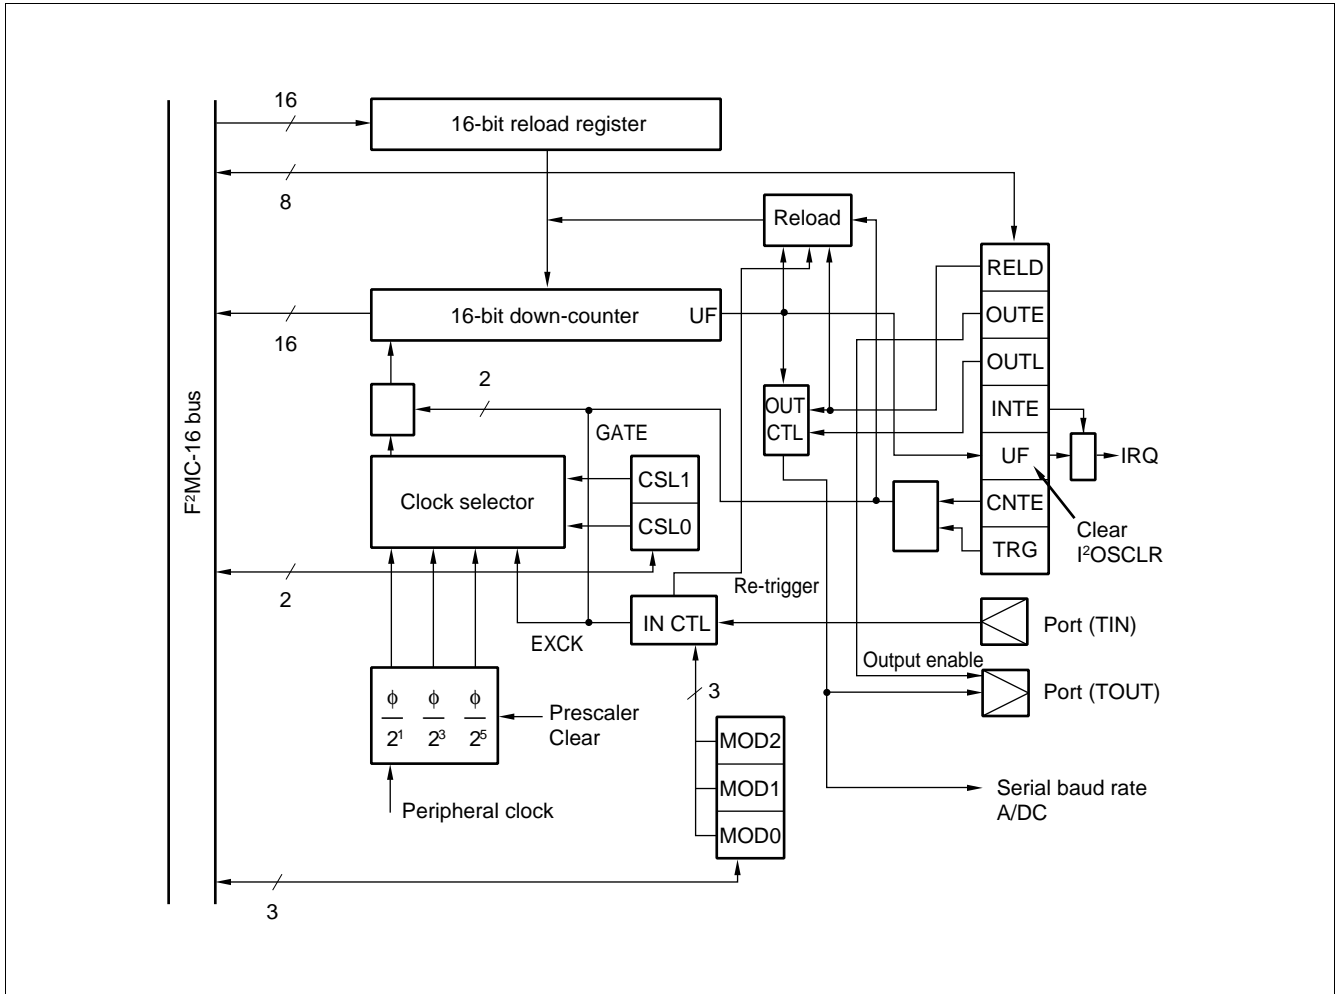 16
16-bit reload register
8
Reload
RELD
16-bit down-counter UF
OUTE
16
OUTL
2
OUT
CTL
INTE
GATE
F²MC-16 bus
UF
IRQ
CSL1
Clock selector
CSL0
CNTE
Clear
I²OSCLR
TRG
2
Re-trigger
IN CTL
Port (TIN)
EXCK
Output enable
Port (TOUT)
3
ϕ ϕ ϕ
2¹ 2³ 2⁵
Prescaler
Clear
MOD2
MOD1
MOD0
Peripheral clock
Serial baud rate
A/DC
3